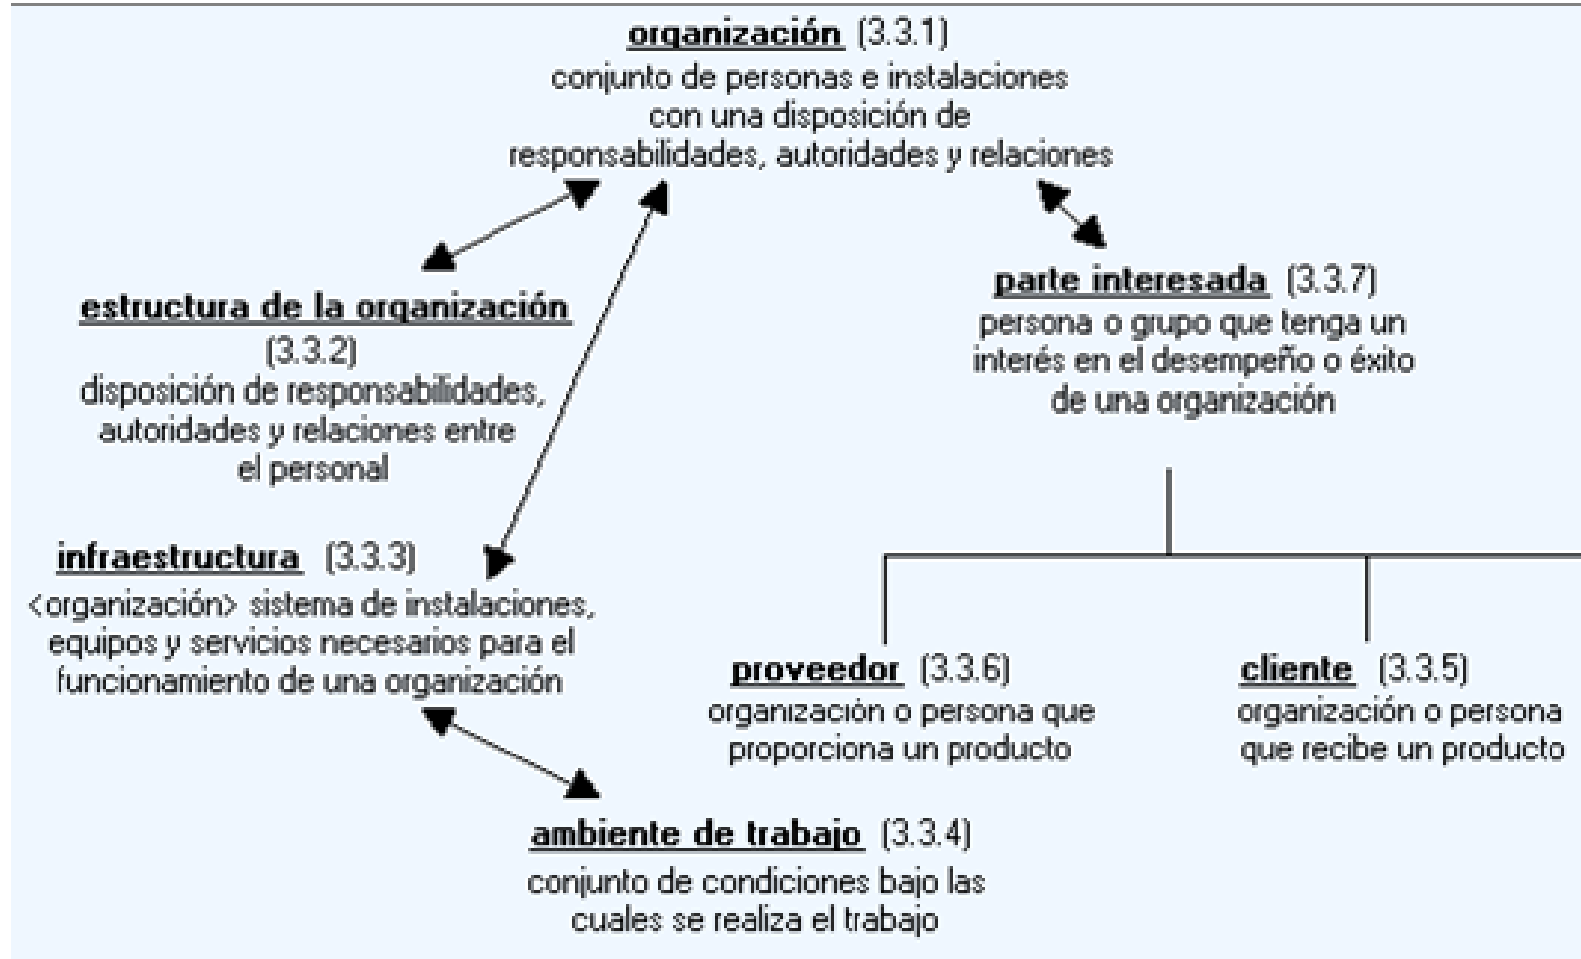 organización (3.3.1)
conjunto de personas e instalaciones
con una disposición de
responsabilidades, autoridades y relaciones
estructura de la organización
(3.3.2)
disposición de responsabilidades,
autoridades y relaciones entre
el personal
parte interesada (3.3.7)
persona o grupo que tenga un
interés en el desempeño o éxito
de una organización
infraestructura (3.3.3)
<organización> sistema de instalaciones,
equipos y servicios necesarios para el
funcionamiento de una organización
proveedor (3.3.6)
organización o persona que
proporciona un producto
cliente (3.3.5)
organización o persona
que recibe un producto
ambiente de trabajo (3.3.4)
conjunto de condiciones bajo las
cuales se realiza el trabajo